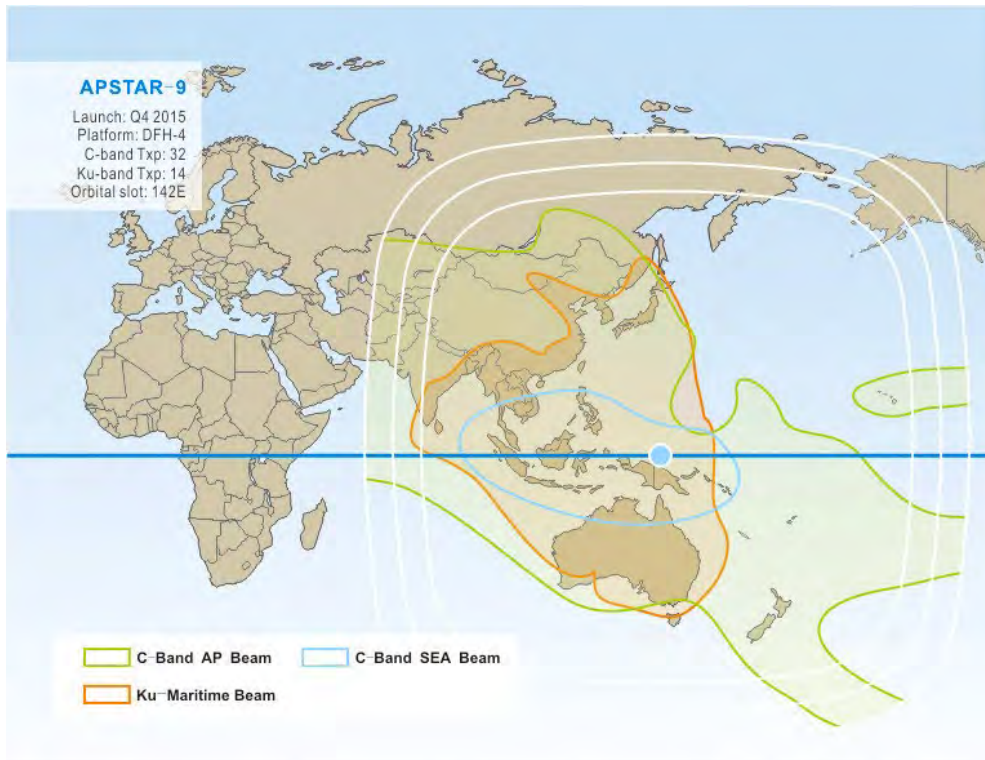 APSTAR-9
Launch: Q4 2015
Platform: DFH-4
C-band Txp: 32
Ku-band Txp: 14
Orbital slot: 142E
C-Band AP Beam
C-Band SEA Beam
Ku-Maritime Beam